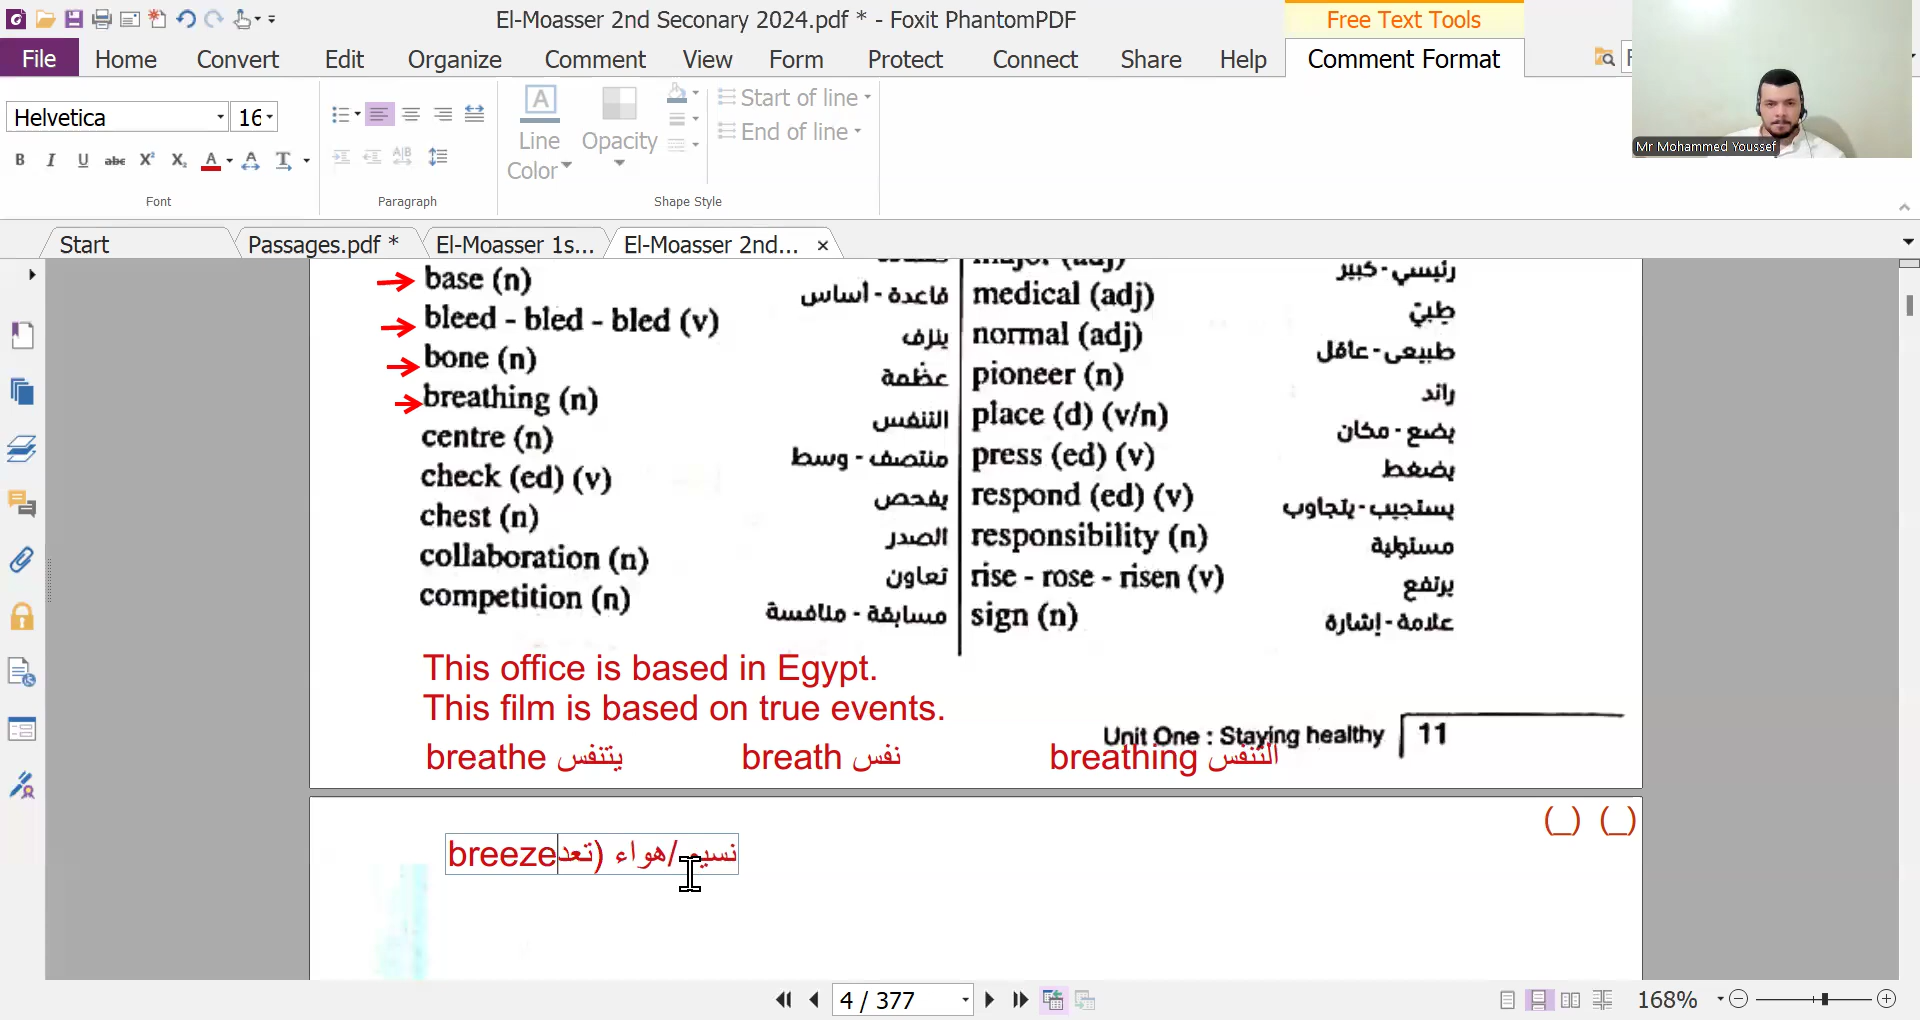 El-Moasser 2nd Seconary 2024.pdf * - Foxit PhantomPDF
Free Text Tools
File Home Convert Edit Organize Comment View Form Protect Connect Share Help Comment Format
Helvetica 16
Line Color
Opacity
Start of line
End of line
Font Paragraph Shape Style
Mr Mohammed Youssef
Start Passages.pdf * El-Moasser 1s... El-Moasser 2nd...
base (n) قاعدة - أساس
bleed - bled - bled (v) ينزف
bone (n) عظمة
breathing (n) التنفس
centre (n) منتصف - وسط
check (ed) (v) يفحص
chest (n) الصدر
collaboration (n) تعاون
competition (n) مسابقة - منافسة
major (adj) رئيسي - كبير
medical (adj) طبيّ
normal (adj) طبيعى - عاقل
pioneer (n) رائد
place (d) (v/n) يضع - مكان
press (ed) (v) يضغط
respond (ed) (v) يستجيب - يتجاوب
responsibility (n) مسئولية
rise - rose - risen (v) يرتفع
sign (n) علامة - إشارة
This office is based in Egypt.
This film is based on true events.
Unit One : Staying healthy 11
breathe يتنفس breath نفس breathing التنفس
(_) (_)
breeze نسيم/هواء (تعد
4 / 377
168%